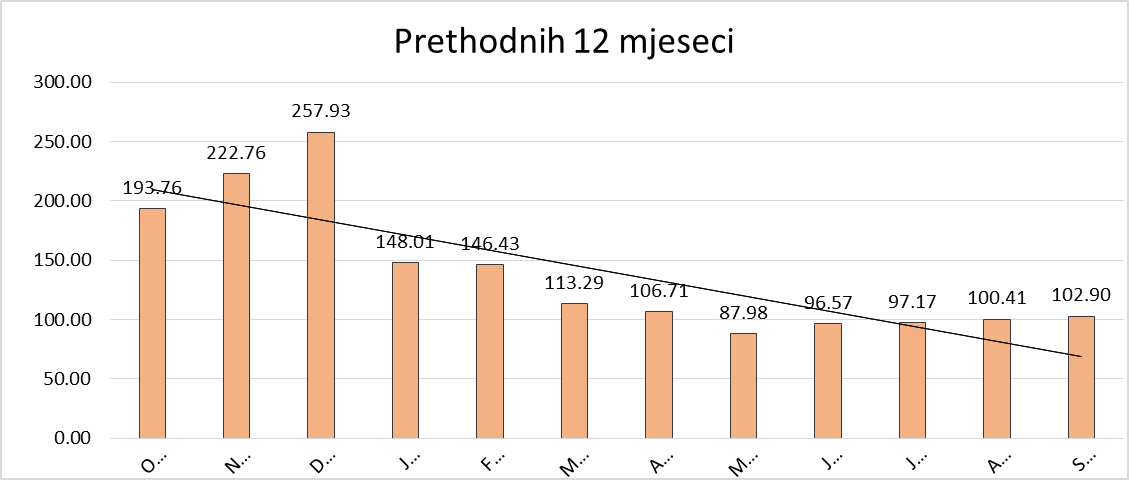 Prethodnih 12 mjeseci
300.00
250.00
200.00
150.00
100.00
50.00
0.00
193.76
222.76
257.93
148.01
146.43
113.29
106.71
87.98
96.57
97.17
100.41
102.90
O...
N...
D...
J...
F...
M...
A...
M...
J...
J...
A...
S...